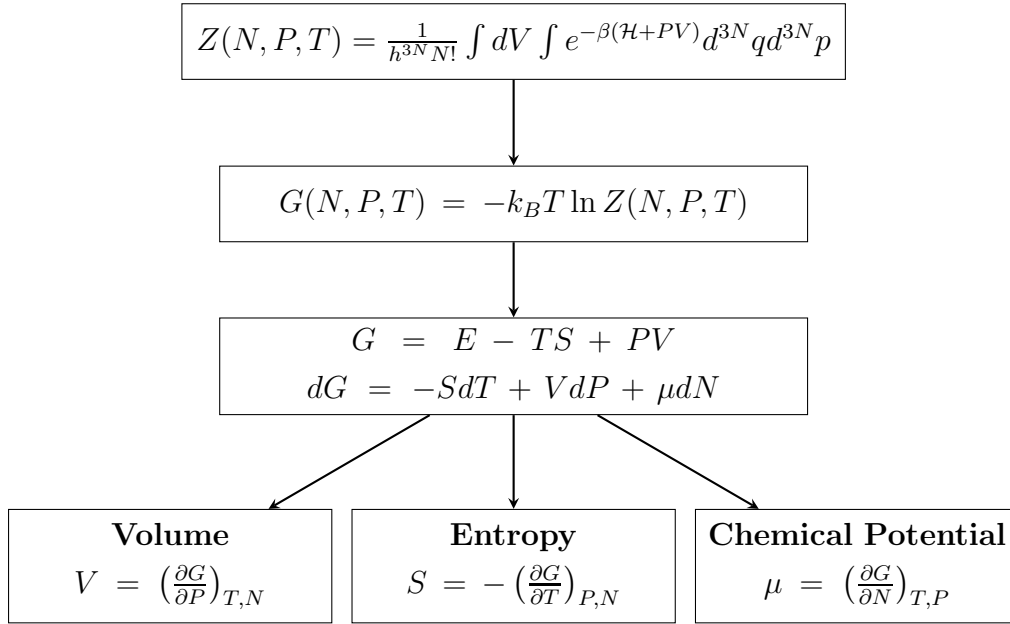 Z(N, P, T) = \frac{1}{h^{3N} N!} \int dV \int e^{-\beta(\mathcal{H}+PV)} d^{3N}q d^{3N}p
G(N, P, T) = -k_B T \ln Z(N, P, T)
G = E - TS + PV
dG = -SdT + VdP + \mu dN
Volume
V = \left(\frac{\partial G}{\partial P}\right)_{T,N}
Entropy
S = -\left(\frac{\partial G}{\partial T}\right)_{P,N}
Chemical Potential
\mu = \left(\frac{\partial G}{\partial N}\right)_{T,P}